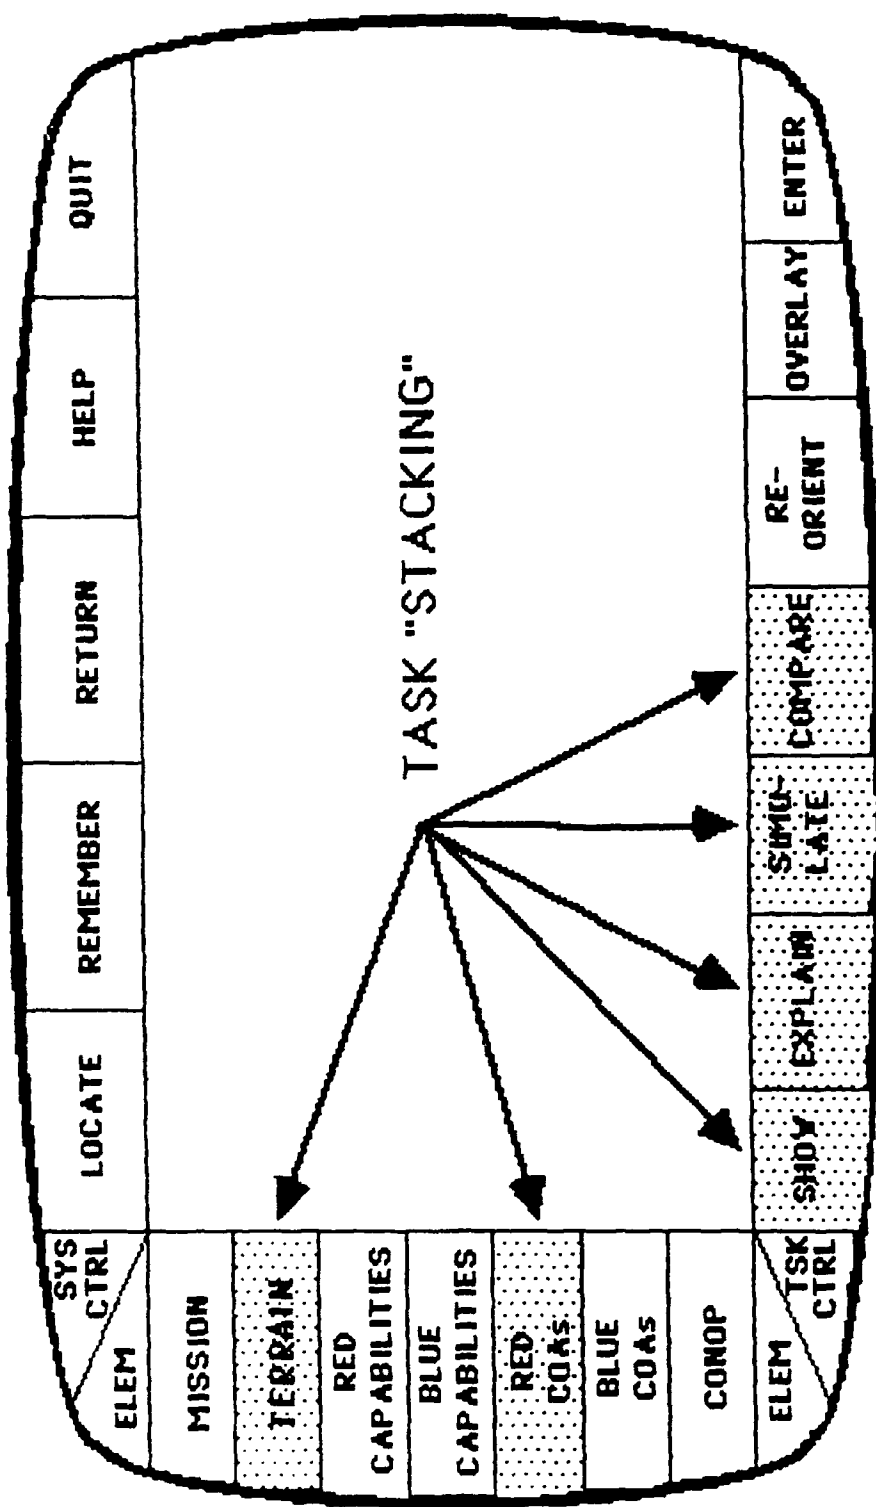 SYS
CTRL
LOCATE
REMEMBER
RETURN
HELP
QUIT
ELEM
MISSION
TERRAIN
RED
CAPABILITIES
BLUE
CAPABILITIES
RED
COAs
BLUE
COAs
CONOP
ELEM
TASK "STACKING"
TSK
CTRL
SHOW
EXPLAIN
SIMU-
LATE
COMPARE
RE-
ORIENT
OVERLAY
ENTER